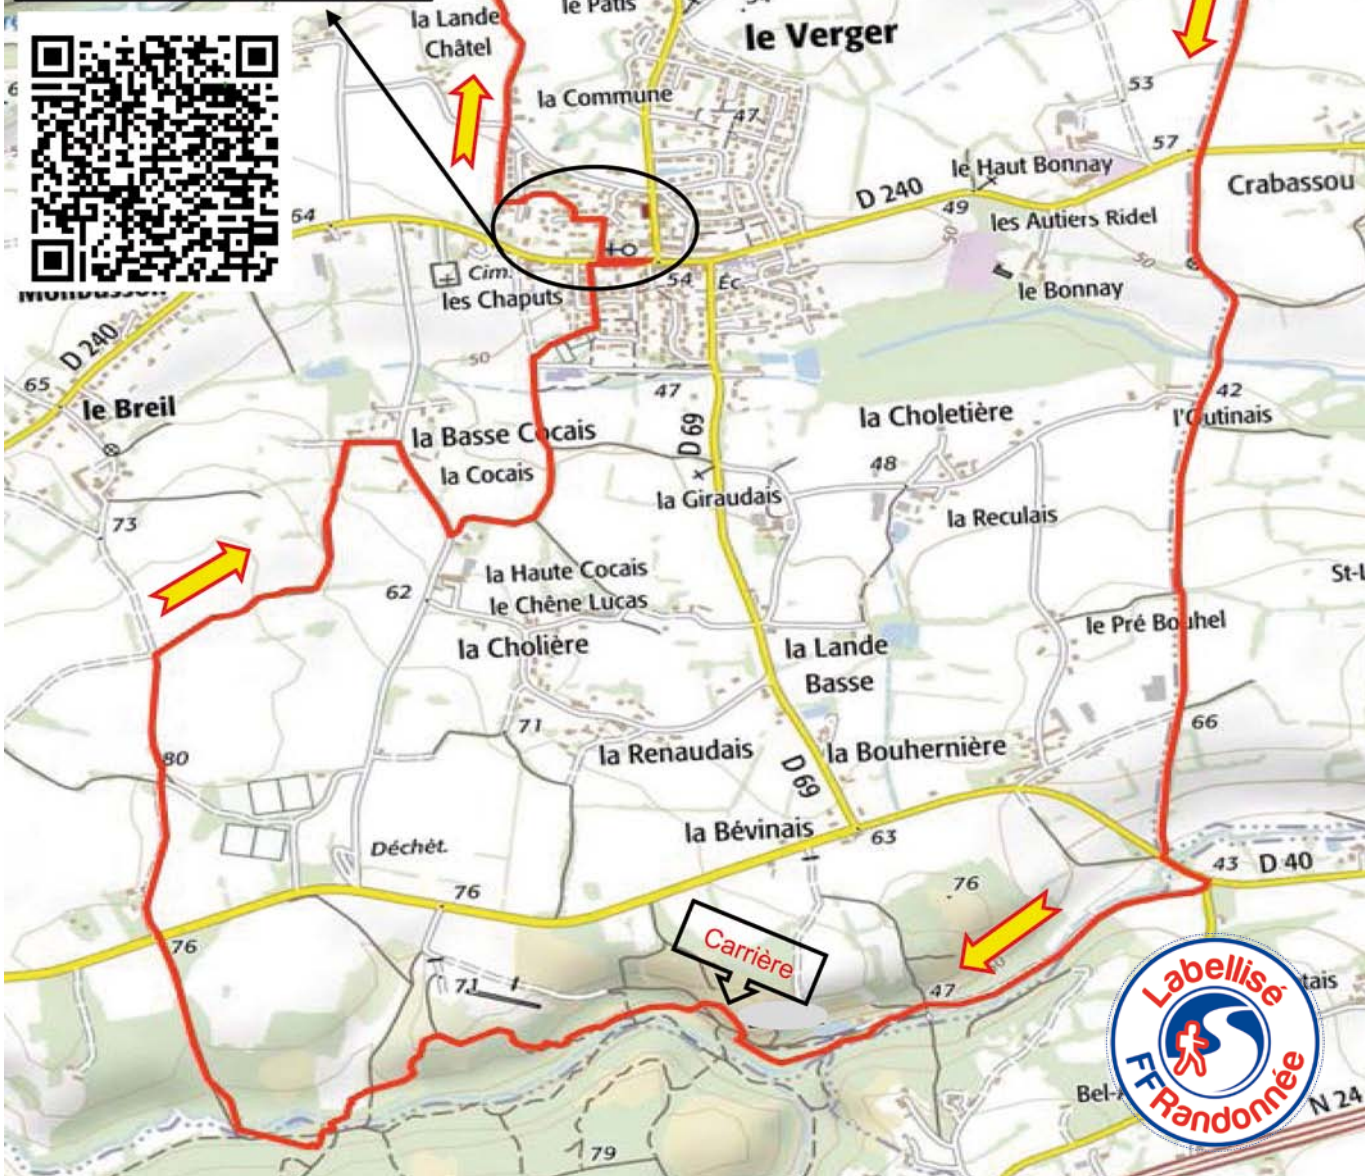 la Lande
Châtel
le Patis
le Verger
la Commune
47
53
57
le Haut Bonnay
Crabassou
D 240
49
les Autiers Ridel
50
50
64
Cim.
les Chaputs
54
Éc.
le Bonnay
D 240
50
65
le Breil
47
D 69
42
l'Outinais
la Choletière
la Basse Cocais
la Cocais
48
la Giraudais
la Reculais
73
la Haute Cocais
62
le Chêne Lucas
le Pré Bouhel
la Cholière
la Lande
Basse
71
66
la Renaudais
la Bouhernière
80
D 69
la Bévinais
63
Déchèt.
43
D 40
76
76
76
Carrière
71
47
tais
Labellisé
FFRandonnée
Bel-
N 24
79